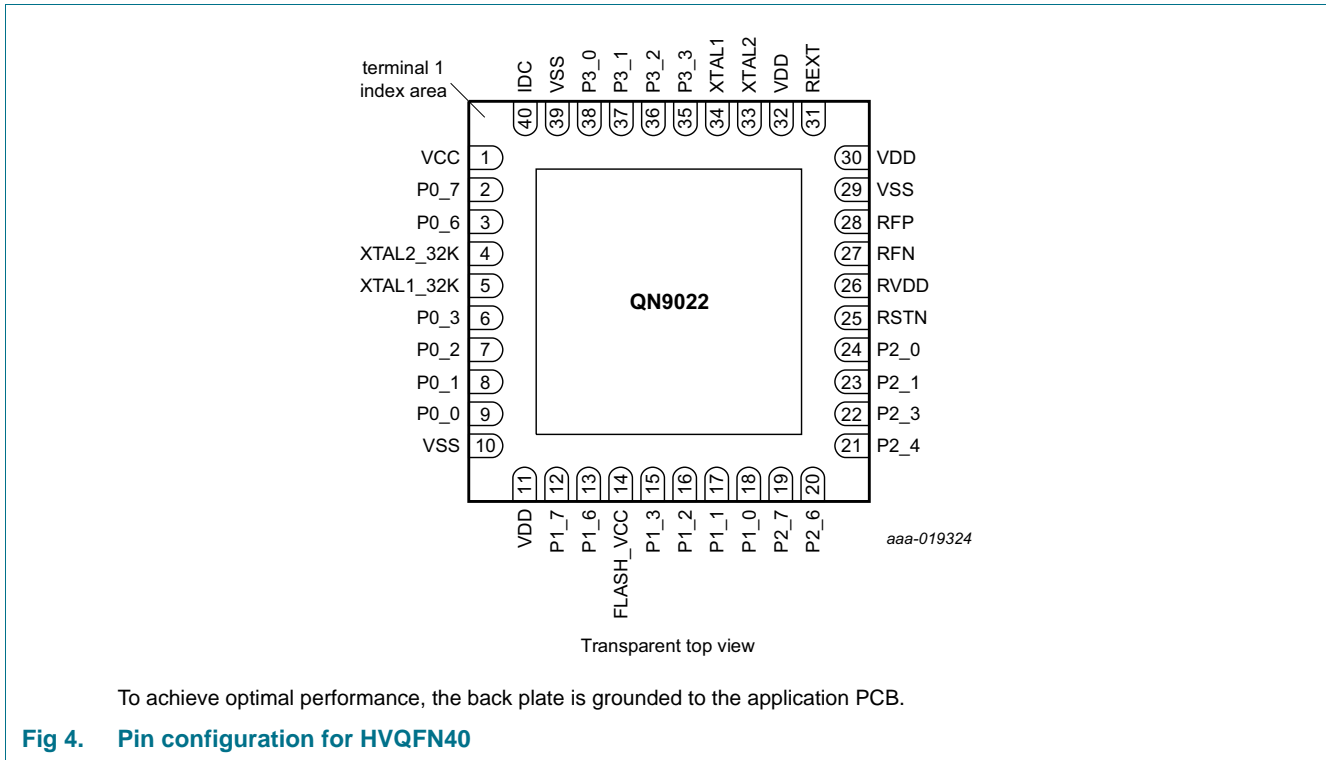 terminal 1
index area
40 IDC
39 VSS
38 P3_0
37 P3_1
36 P3_2
35 P3_3
34 XTAL1
33 XTAL2
32 VDD
31 REXT
VCC 1
P0_7 2
P0_6 3
XTAL2_32K 4
XTAL1_32K 5
P0_3 6
P0_2 7
P0_1 8
P0_0 9
VSS 10
QN9022
30 VDD
29 VSS
28 RFP
27 RFN
26 RVDD
25 RSTN
24 P2_0
23 P2_1
22 P2_3
21 P2_4
VDD 11
P1_7 12
P1_6 13
FLASH_VCC 14
P1_3 15
P1_2 16
P1_1 17
P1_0 18
P2_7 19
P2_6 20
aaa-019324
Transparent top view
To achieve optimal performance, the back plate is grounded to the application PCB.
Fig 4. Pin configuration for HVQFN40